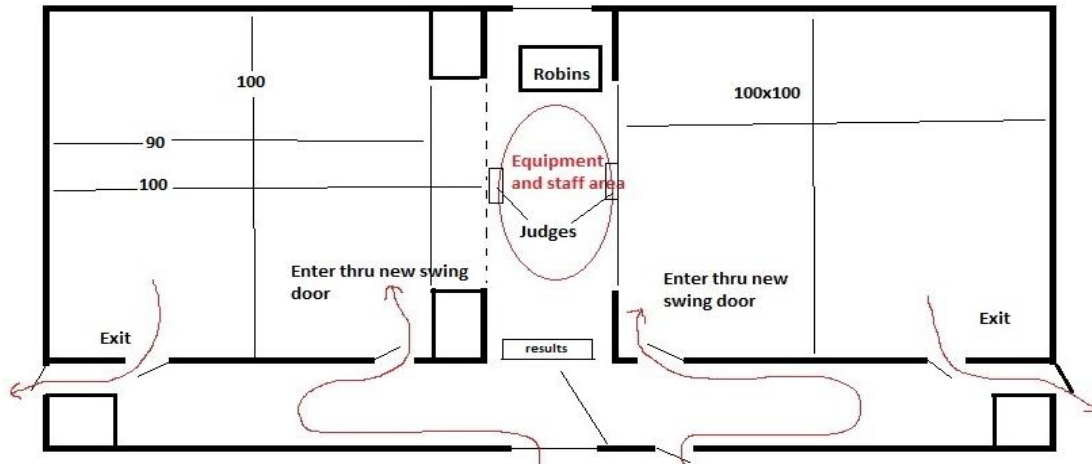 Robins
100
100x100
90
Equipment
and staff area
100
Judges
Enter thru new swing
door
Enter thru new
swing door
Exit
Exit
results